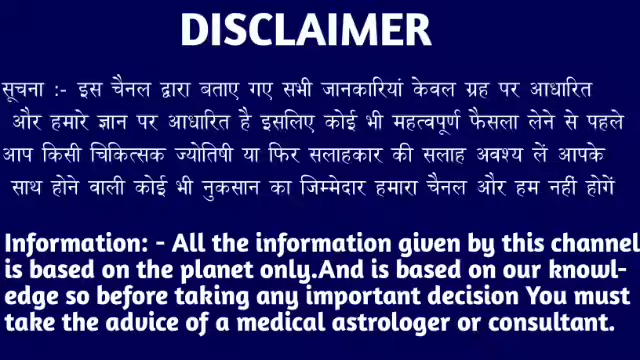 DISCLAIMER
सूचना :- इस चैनल द्वारा बताए गए सभी जानकारियां केवल ग्रह पर आधारित
और हमारे ज्ञान पर आधारित है इसलिए कोई भी महत्वपूर्ण फैसला लेने से पहले
आप किसी चिकित्सक ज्योतिषी या फिर सलाहकार की सलाह अवश्य लें आपके
साथ होने वाली कोई भी नुकसान का जिम्मेदार हमारा चैनल और हम नहीं होगें
Information: - All the information given by this channel
is based on the planet only.And is based on our knowl-
edge so before taking any important decision You must
take the advice of a medical astrologer or consultant.